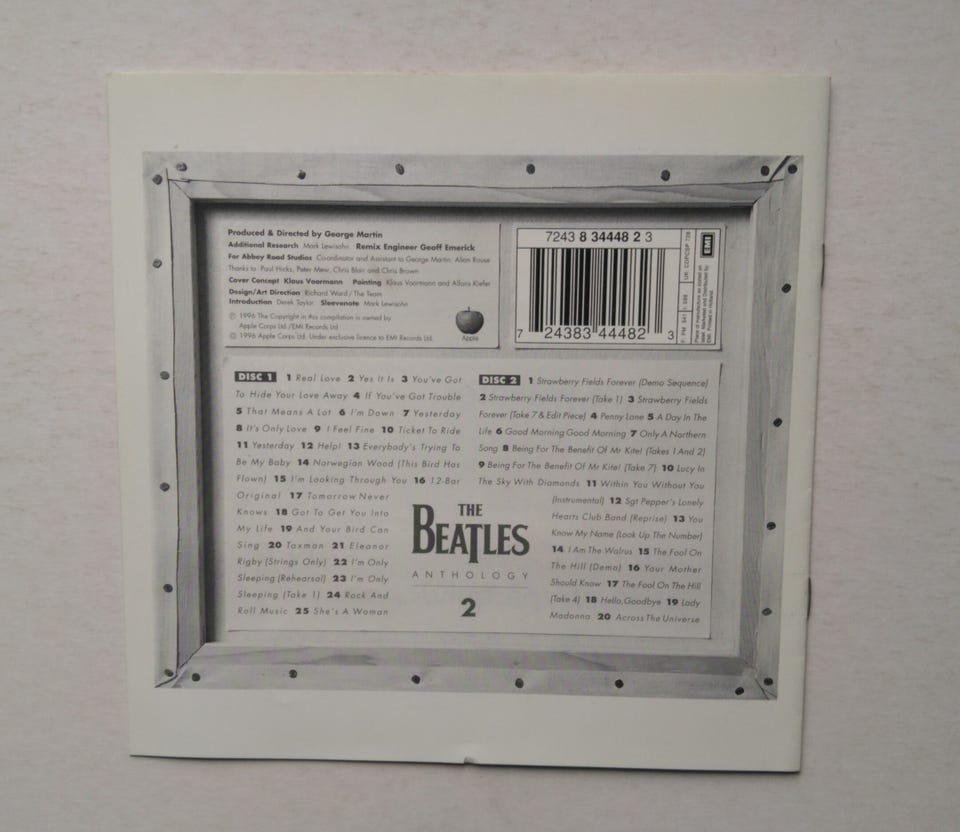 Produced & Directed by George Martin
Additional Research Mark Lewisohn Remix Engineer Geoff Emerick
For Abbey Road Studios Coordinator and Assistant to George Martin: Allan Rouse
Thanks to: Paul Hicks, Peter Mew, Chris Blair and Chris Brown
Cover Concept Klaus Voormann Painting Klaus Voormann and Alfons Kiefer
Design/Art Direction Richard Ward/The Team
Introduction Derek Taylor Sleevenote Mark Lewisohn
℗ 1996 The Copyright in this compilation is owned by
Apple Corps Ltd./EMI Records Ltd
© 1996 Apple Corps Ltd. Under exclusive licence to EMI Records Ltd.
Apple
7243 8 34448 2 3
7 24383 44482 3
EMI
DISC 1 1 Real Love 2 Yes It Is 3 You've Got
To Hide Your Love Away 4 If You've Got Trouble
5 That Means A Lot 6 I'm Down 7 Yesterday
8 It's Only Love 9 I Feel Fine 10 Ticket To Ride
11 Yesterday 12 Help! 13 Everybody's Trying To
Be My Baby 14 Norwegian Wood (This Bird Has
Flown) 15 I'm Looking Through You 16 12-Bar
Original 17 Tomorrow Never
Knows 18 Got To Get You Into
My Life 19 And Your Bird Can
Sing 20 Taxman 21 Eleanor
Rigby (Strings Only) 22 I'm Only
Sleeping (Rehearsal) 23 I'm Only
Sleeping (Take 1) 24 Rock And
Roll Music 25 She's A Woman
THE
BEATLES
ANTHOLOGY
2
DISC 2 1 Strawberry Fields Forever (Demo Sequence)
2 Strawberry Fields Forever (Take 1) 3 Strawberry Fields
Forever (Take 7 & Edit Piece) 4 Penny Lane 5 A Day In The
Life 6 Good Morning Good Morning 7 Only A Northern
Song 8 Being For The Benefit Of Mr Kite! (Takes 1 And 2)
9 Being For The Benefit Of Mr Kite! (Take 7) 10 Lucy In
The Sky With Diamonds 11 Within You Without You
(Instrumental) 12 Sgt Pepper's Lonely
Hearts Club Band (Reprise) 13 You
Know My Name (Look Up The Number)
14 I Am The Walrus 15 The Fool On
The Hill (Demo) 16 Your Mother
Should Know 17 The Fool On The Hill
(Take 4) 18 Hello, Goodbye 19 Lady
Madonna 20 Across The Universe